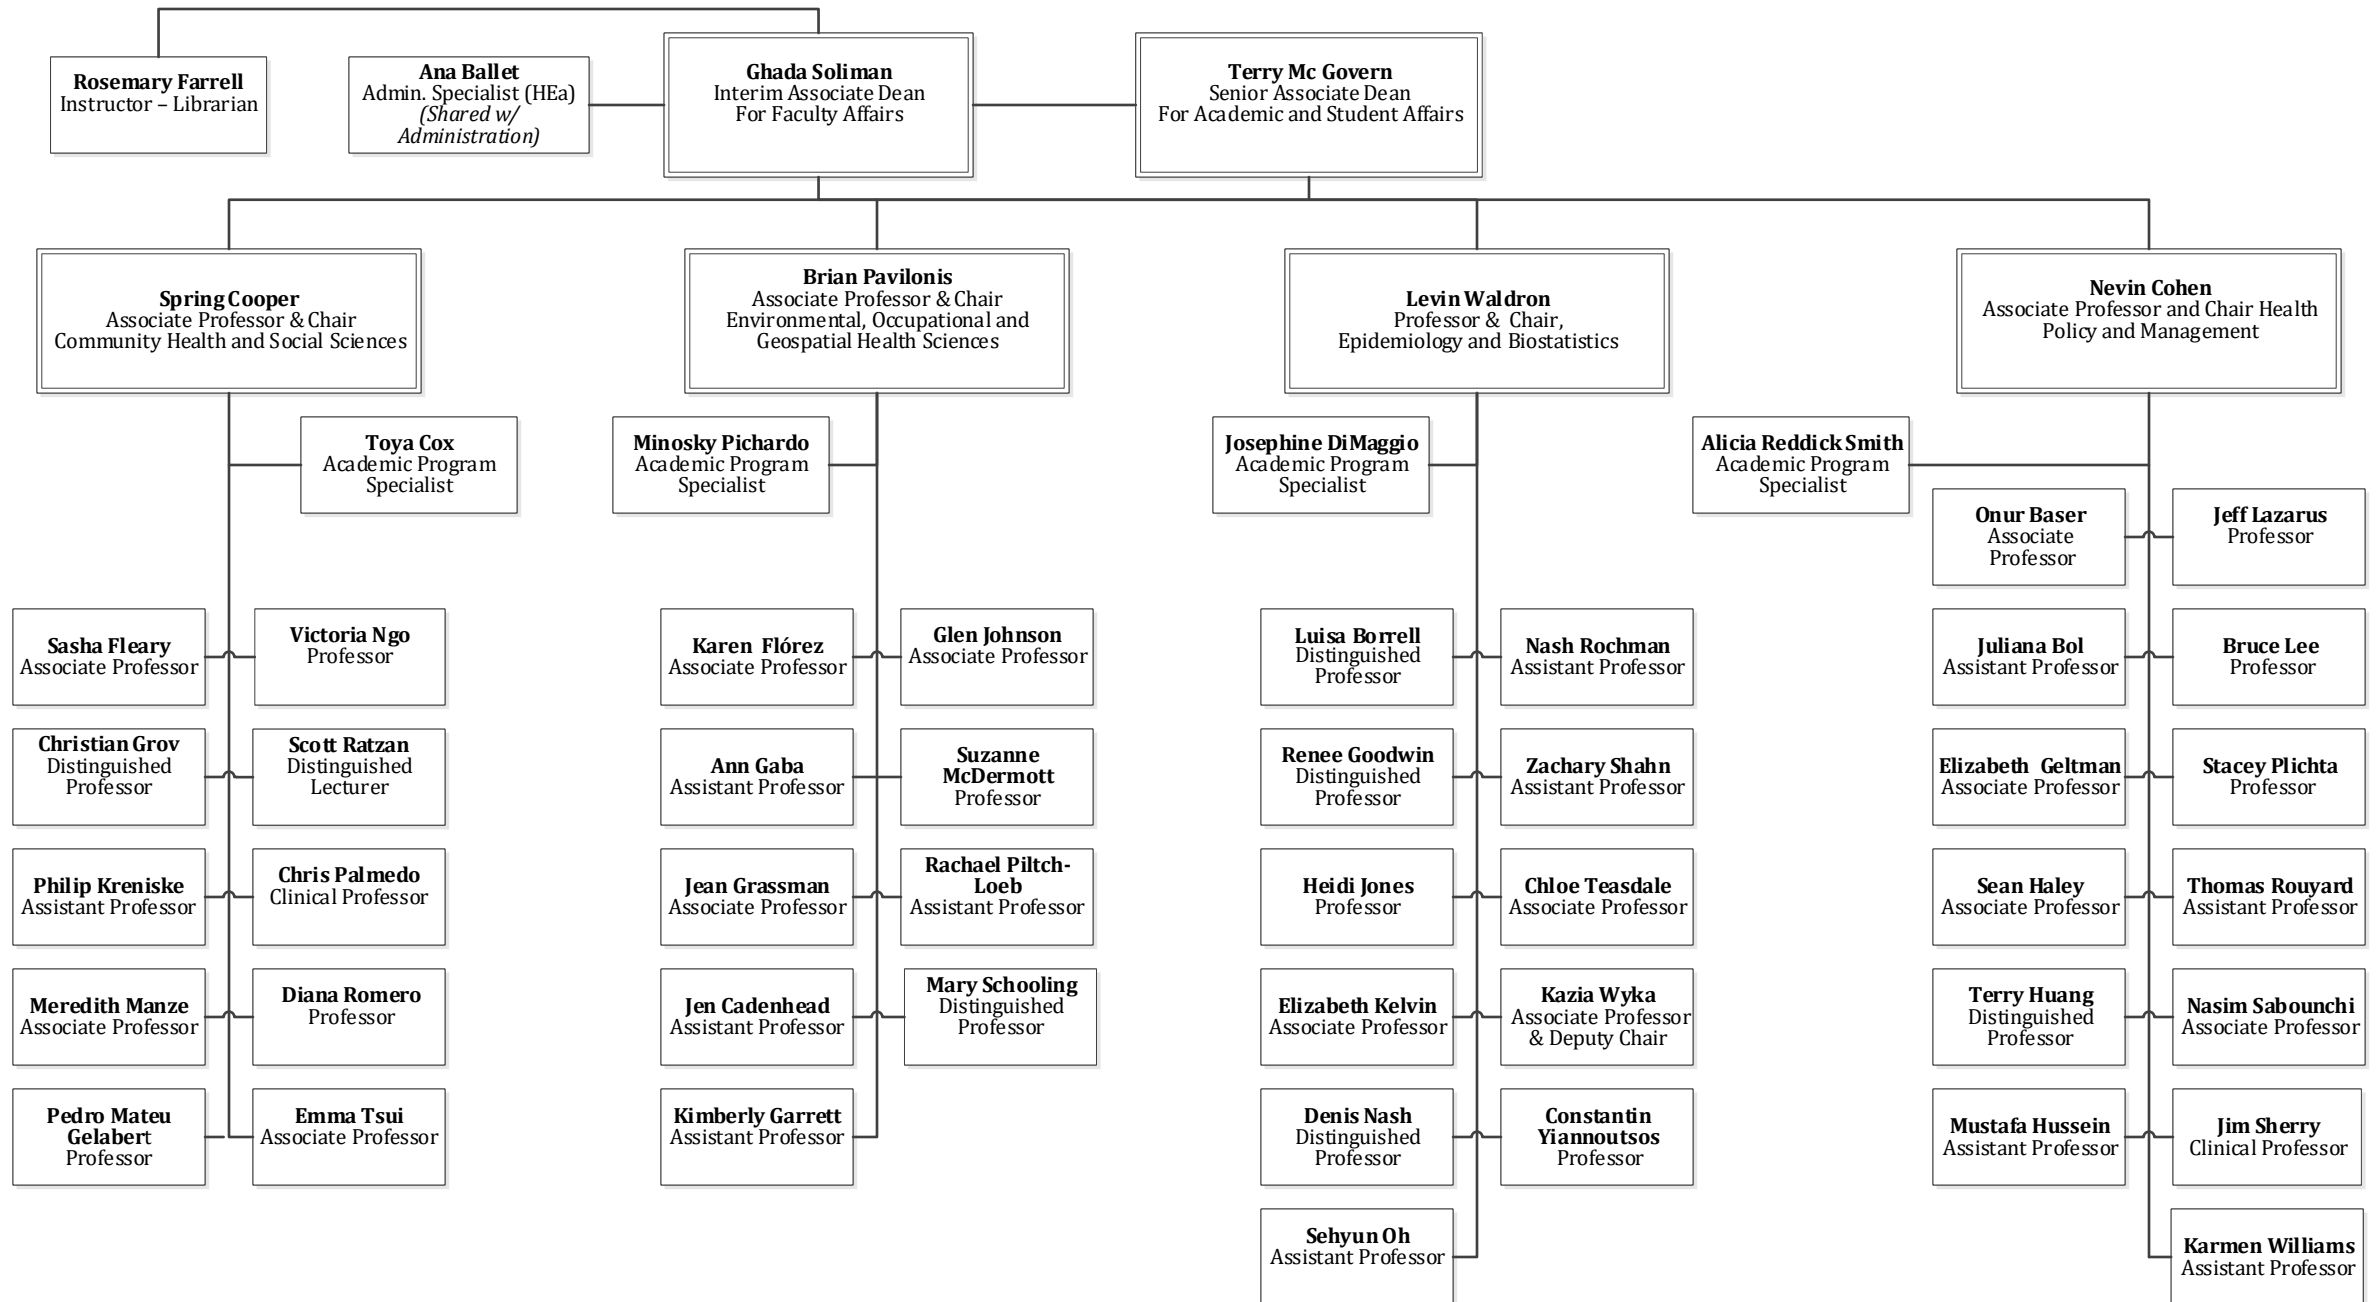 Rosemary Farrell
Instructor – Librarian
Ana Ballet
Admin. Specialist (HEa)
(Shared w/
Administration)
Ghada Soliman
Interim Associate Dean
For Faculty Affairs
Terry Mc Govern
Senior Associate Dean
For Academic and Student Affairs
Spring Cooper
Associate Professor & Chair
Community Health and Social Sciences
Brian Pavilonis
Associate Professor & Chair
Environmental, Occupational and
Geospatial Health Sciences
Levin Waldron
Professor & Chair,
Epidemiology and Biostatistics
Nevin Cohen
Associate Professor and Chair Health
Policy and Management
Toya Cox
Academic Program
Specialist
Minosky Pichardo
Academic Program
Specialist
Josephine DiMaggio
Academic Program
Specialist
Alicia Reddick Smith
Academic Program
Specialist
Onur Baser
Associate
Professor
Jeff Lazarus
Professor
Sasha Fleary
Associate Professor
Victoria Ngo
Professor
Karen Flórez
Associate Professor
Glen Johnson
Associate Professor
Luisa Borrell
Distinguished
Professor
Nash Rochman
Assistant Professor
Juliana Bol
Assistant Professor
Bruce Lee
Professor
Christian Grov
Distinguished
Professor
Scott Ratzan
Distinguished
Lecturer
Ann Gaba
Assistant Professor
Suzanne
McDermott
Professor
Renee Goodwin
Distinguished
Professor
Zachary Shahn
Assistant Professor
Elizabeth Geltman
Associate Professor
Stacey Plichta
Professor
Philip Kreniske
Assistant Professor
Chris Palmedo
Clinical Professor
Jean Grassman
Associate Professor
Rachael Piltch-
Loeb
Assistant Professor
Heidi Jones
Professor
Chloe Teasdale
Associate Professor
Sean Haley
Associate Professor
Thomas Rouyard
Assistant Professor
Meredith Manze
Associate Professor
Diana Romero
Professor
Jen Cadenhead
Assistant Professor
Mary Schooling
Distinguished
Professor
Elizabeth Kelvin
Associate Professor
Kazia Wyka
Associate Professor
& Deputy Chair
Terry Huang
Distinguished
Professor
Nasim Sabounchi
Associate Professor
Pedro Mateu
Gelabert
Professor
Emma Tsui
Associate Professor
Kimberly Garrett
Assistant Professor
Denis Nash
Distinguished
Professor
Constantin
Yiannoutsos
Professor
Mustafa Hussein
Assistant Professor
Jim Sherry
Clinical Professor
Sehyun Oh
Assistant Professor
Karmen Williams
Assistant Professor